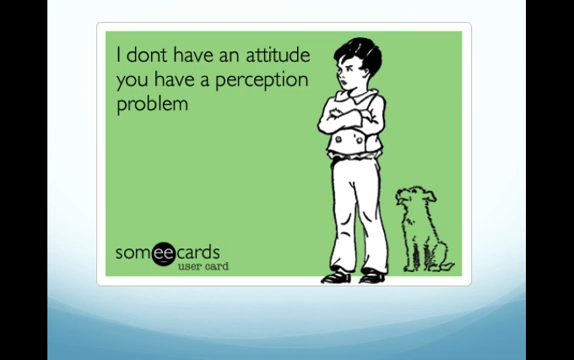 I dont have an attitude
you have a perception
problem
someecards
user card